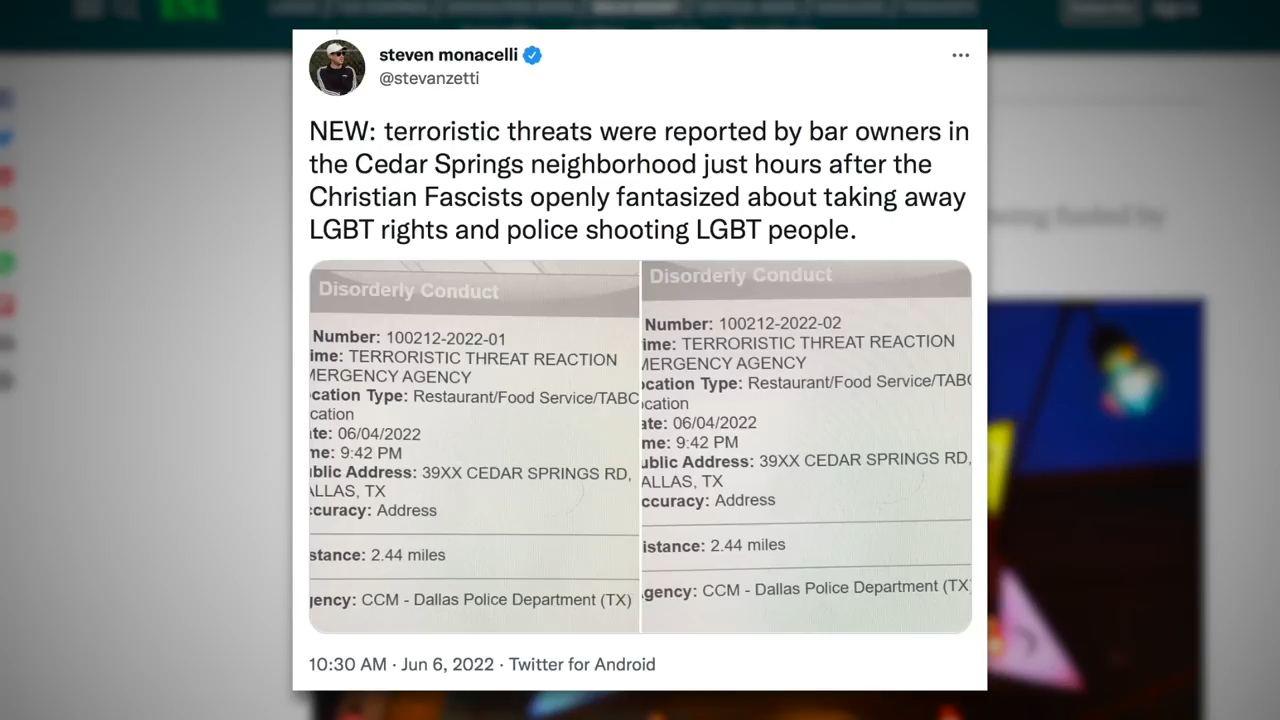 steven monacelli
@stevanzetti
NEW: terroristic threats were reported by bar owners in
the Cedar Springs neighborhood just hours after the
Christian Fascists openly fantasized about taking away
LGBT rights and police shooting LGBT people.
Disorderly Conduct
Number: 100212-2022-01
ime: TERRORISTIC THREAT REACTION
MERGENCY AGENCY
cation Type: Restaurant/Food Service/TABC
cation
te: 06/04/2022
me: 9:42 PM
ublic Address: 39XX CEDAR SPRINGS RD,
ALLAS, TX
ccuracy: Address
stance: 2.44 miles
gency: CCM - Dallas Police Department (TX)
Disorderly Conduct
Number: 100212-2022-02
ime: TERRORISTIC THREAT REACTION
MERGENCY AGENCY
ocation Type: Restaurant/Food Service/TABC
cation
ate: 06/04/2022
me: 9:42 PM
ublic Address: 39XX CEDAR SPRINGS RD,
ALLAS, TX
ccuracy: Address
istance: 2.44 miles
gency: CCM - Dallas Police Department (TX
10:30 AM · Jun 6, 2022 · Twitter for Android